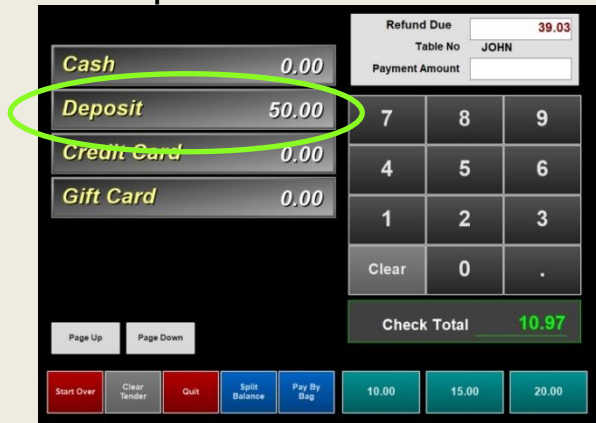 Cash 0.00
Deposit 50.00
Credit Card 0.00
Gift Card 0.00
Page Up Page Down
Start Over Clear Tender Quit Split Balance Pay By Bag
Refund Due 39.03
Table No JOHN
Payment Amount
7 8 9
4 5 6
1 2 3
Clear 0 .
Check Total 10.97
10.00 15.00 20.00